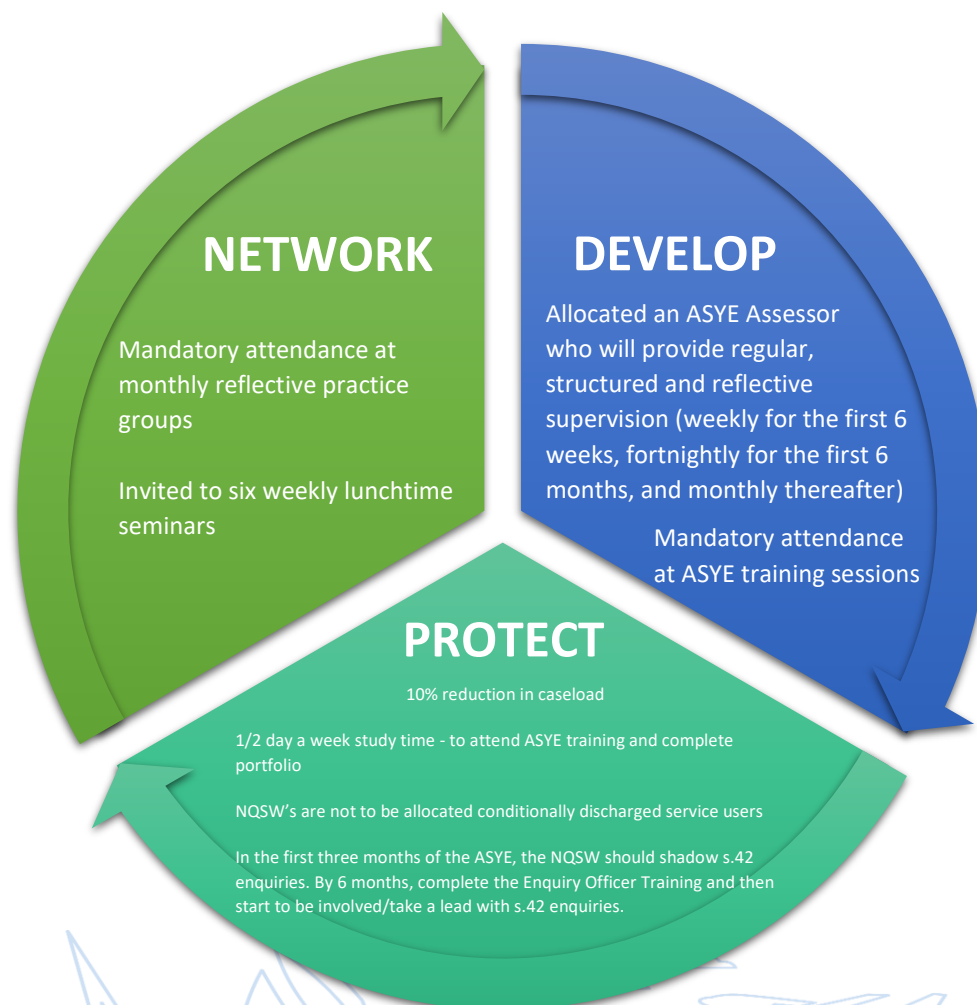 NETWORK
Mandatory attendance at
monthly reflective practice
groups
Invited to six weekly lunchtime
seminars
DEVELOP
Allocated an ASYE Assessor
who will provide regular,
structured and reflective
supervision (weekly for the first 6
weeks, fortnightly for the first 6
months, and monthly thereafter)
Mandatory attendance
at ASYE training sessions
PROTECT
10% reduction in caseload
1/2 day a week study time - to attend ASYE training and complete
portfolio
NQSW's are not to be allocated conditionally discharged service users
In the first three months of the ASYE, the NQSW should shadow s.42
enquiries. By 6 months, complete the Enquiry Officer Training and then
start to be involved/take a lead with s.42 enquiries.